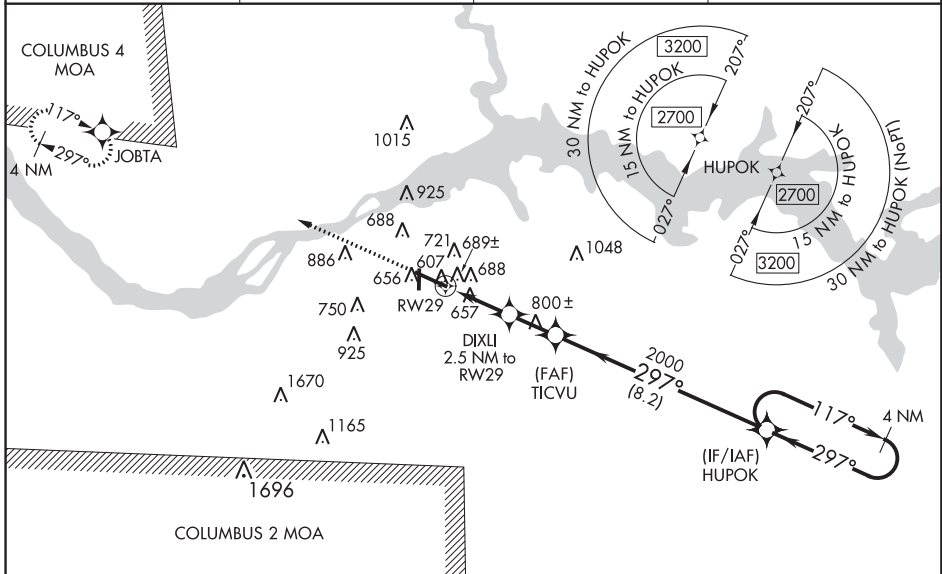 COLUMBUS 4
MOA
117°
297°
JOBTA
4 NM
1015
925
688
721
689±
1048
886
656
607
688
RW29
657
750
800±
925
DIXLI
2.5 NM to
RW29
(FAF)
TICVU
2000
297°
(8.2)
1670
1165
1696
COLUMBUS 2 MOA
117°
4 NM
297°
(IF/IAF)
HUPOK
30 NM to HUPOK
3200
207°
15 NM to HUPOK
2700
027°
HUPOK
207°
2700
15 NM to HUPOK
027°
3200
30 NM to HUPOK (NoPT)